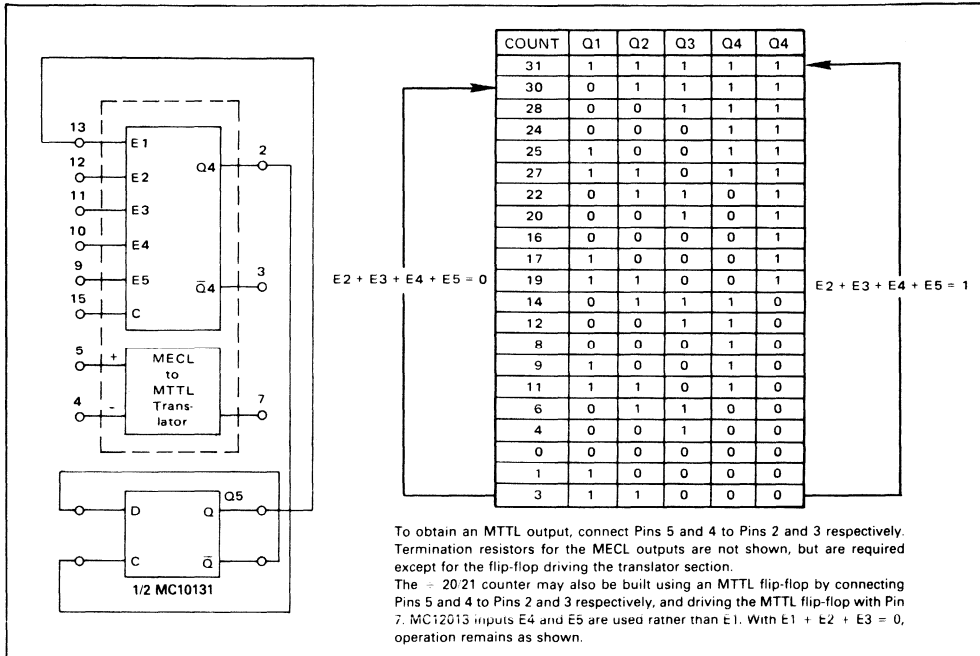 13
12
11
10
9
15
5
4
E1
E2
E3
E4
E5
C
Q4
Q̅4
2
3
+
-
MECL
to
MTTL
Trans-
lator
7
D
C
Q
Q̅
Q5
1/2 MC10131
E2 + E3 + E4 + E5 = 0
COUNT Q1 Q2 Q3 Q4 Q4
31 1 1 1 1 1
30 0 1 1 1 1
28 0 0 1 1 1
24 0 0 0 1 1
25 1 0 0 1 1
27 1 1 0 1 1
22 0 1 1 0 1
20 0 0 1 0 1
16 0 0 0 0 1
17 1 0 0 0 1
19 1 1 0 0 1
14 0 1 1 1 0
12 0 0 1 1 0
8 0 0 0 1 0
9 1 0 0 1 0
11 1 1 0 1 0
6 0 1 1 0 0
4 0 0 1 0 0
0 0 0 0 0 0
1 1 0 0 0 0
3 1 1 0 0 0
E2 + E3 + E4 + E5 = 1
To obtain an MTTL output, connect Pins 5 and 4 to Pins 2 and 3 respectively.
Termination resistors for the MECL outputs are not shown, but are required
except for the flip-flop driving the translator section.
The ÷ 20/21 counter may also be built using an MTTL flip-flop by connecting
Pins 5 and 4 to Pins 2 and 3 respectively, and driving the MTTL flip-flop with Pin
7. MC12013 inputs E4 and E5 are used rather than E1. With E1 + E2 + E3 = 0,
operation remains as shown.